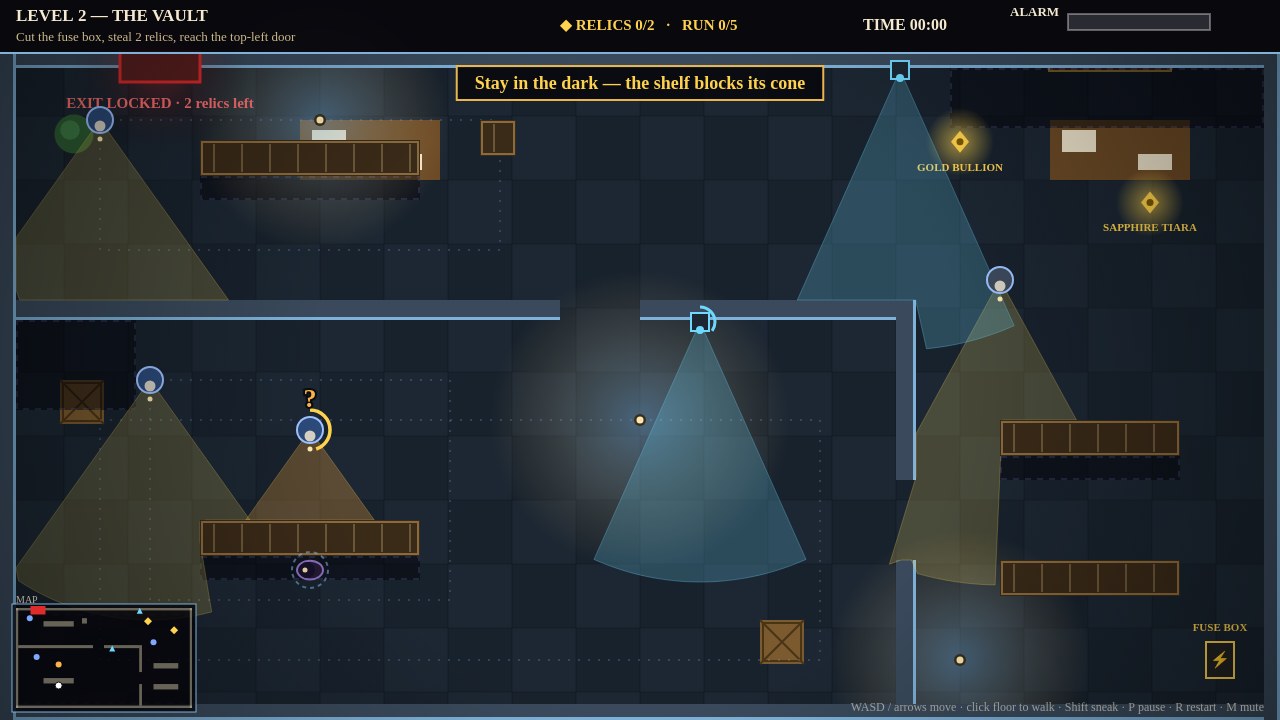 LEVEL 2 — THE VAULT
Cut the fuse box, steal 2 relics, reach the top-left door
◆ RELICS 0/2 · RUN 0/5
TIME 00:00
ALARM
Stay in the dark — the shelf blocks its cone
EXIT LOCKED · 2 relics left
GOLD BULLION
SAPPHIRE TIARA
?
MAP
FUSE BOX
WASD / arrows move · click floor to walk · Shift sneak · P pause · R restart · M mute